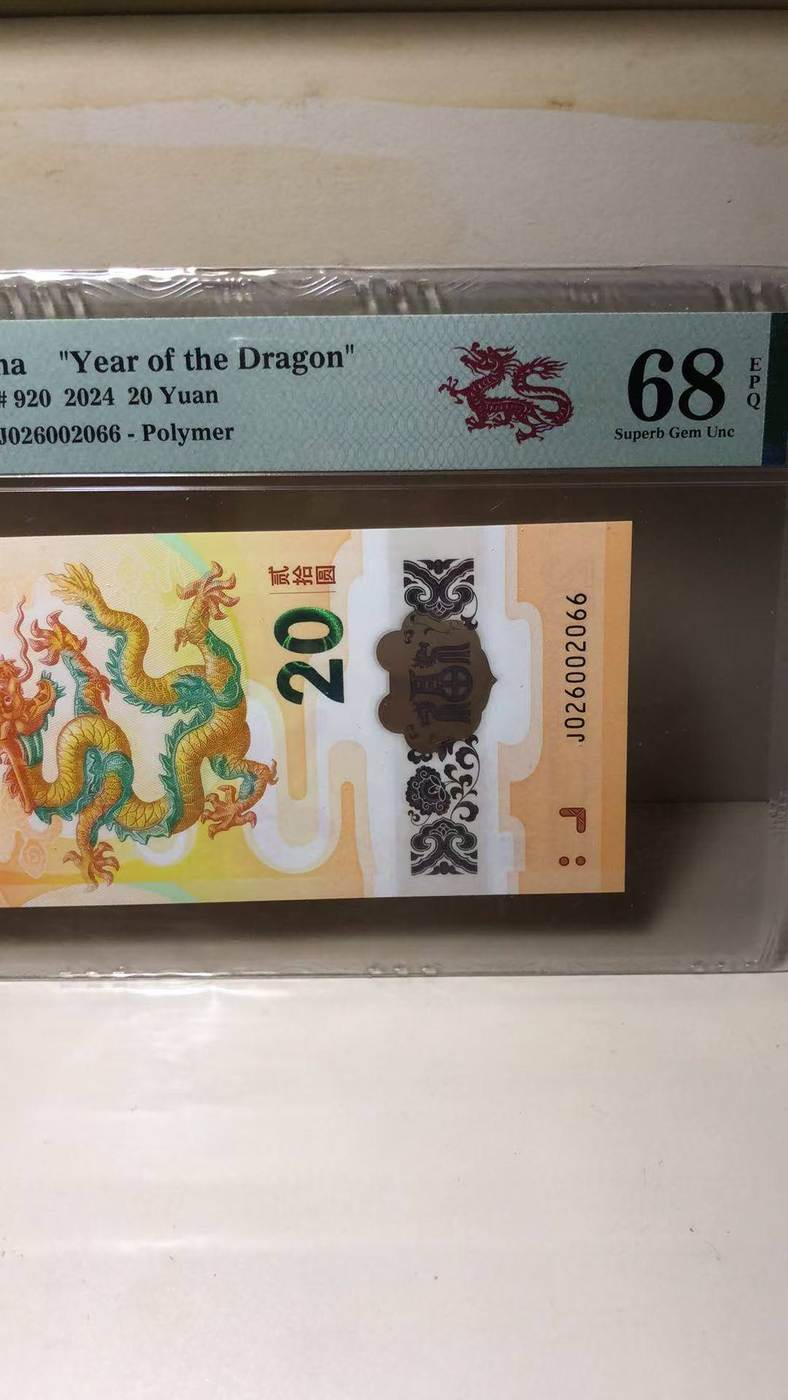 na "Year of the Dragon"
# 920 2024 20 Yuan
J026002066 - Polymer
68
EPQ
Superb Gem Unc
贰拾圆
20
J026002066